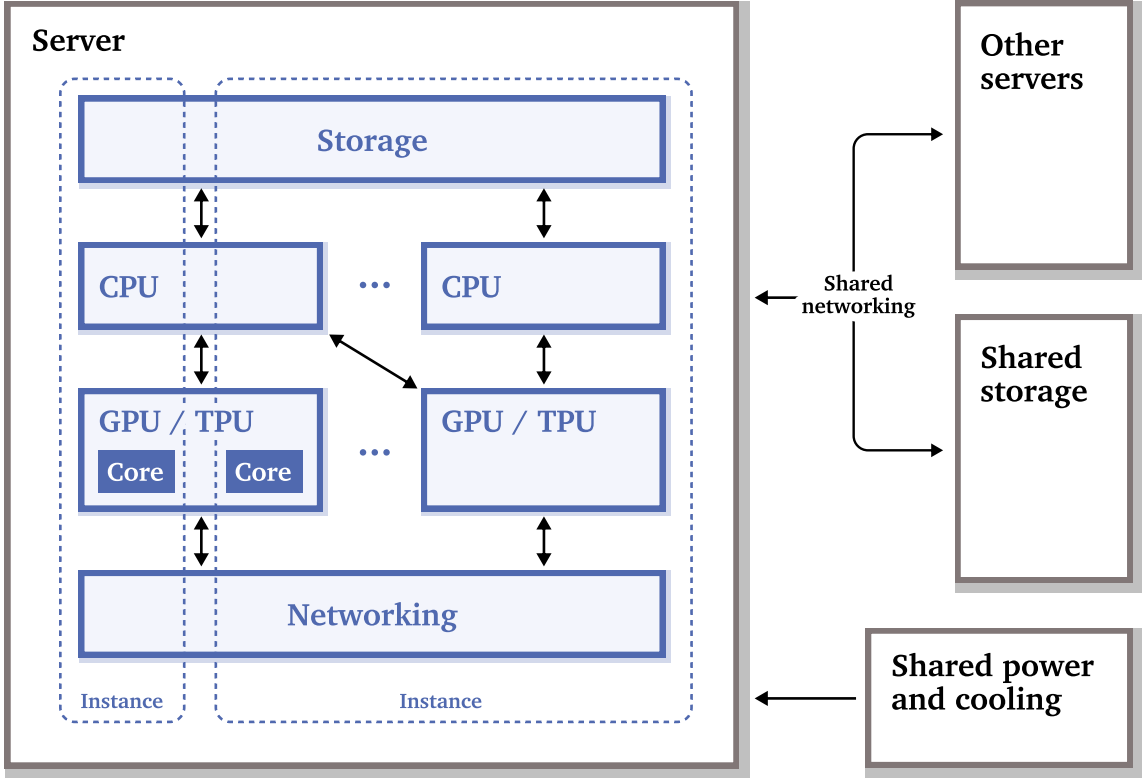 Server
Storage
CPU
...
CPU
GPU / TPU
Core
Core
...
GPU / TPU
Networking
Instance
Instance
Shared
networking
Other
servers
Shared
storage
Shared power
and cooling